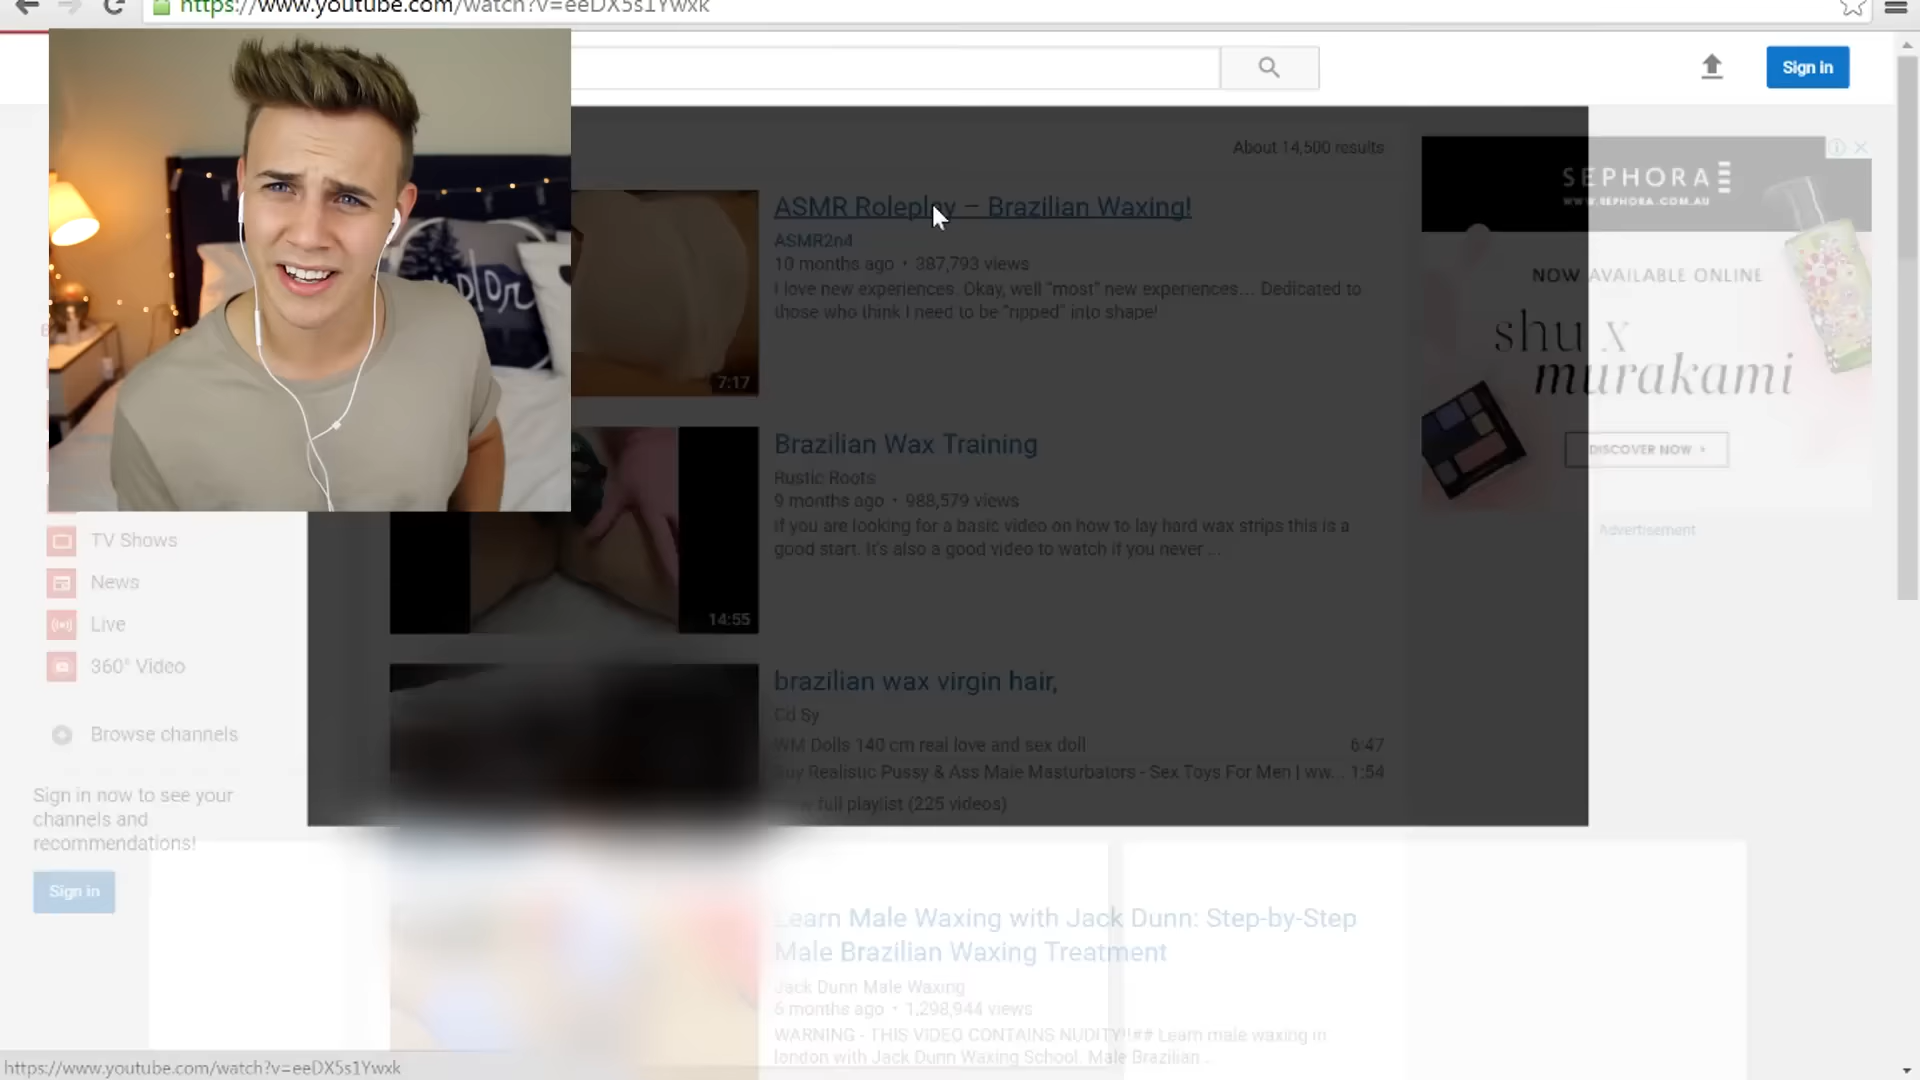 https://www.youtube.com/watch?v=eeDX5s1Ywxk
Sign in
About 14,500 results
ASMR Roleplay – Brazilian Waxing!
ASMR2n4
10 months ago • 387,793 views
I love new experiences. Okay, well "most" new experiences... Dedicated to
those who think I need to be "ripped" into shape!
7:17
Brazilian Wax Training
Rustic Roots
9 months ago • 988,579 views
If you are looking for a basic video on how to lay hard wax strips this is a
good start. It's also a good video to watch if you never ...
14:55
brazilian wax virgin hair,
Cd Sy
WM Dolls 140 cm real love and sex doll 6:47
Buy Realistic Pussy & Ass Male Masturbators - Sex Toys For Men | ww... 1:54
full playlist (225 videos)
Learn Male Waxing with Jack Dunn: Step-by-Step
Male Brazilian Waxing Treatment
Jack Dunn Male Waxing
6 months ago • 1,298,944 views
WARNING - THIS VIDEO CONTAINS NUDITY!!## Learn male waxing in
london with Jack Dunn Waxing School. Male Brazilian...
SEPHORA
WWW.SEPHORA.COM.AU
NOW AVAILABLE ONLINE
shu x
murakami
DISCOVER NOW ›
Advertisement
explor
TV Shows
News
Live
360° Video
Browse channels
Sign in now to see your
channels and
recommendations!
Sign in
https://www.youtube.com/watch?v=eeDX5s1Ywxk